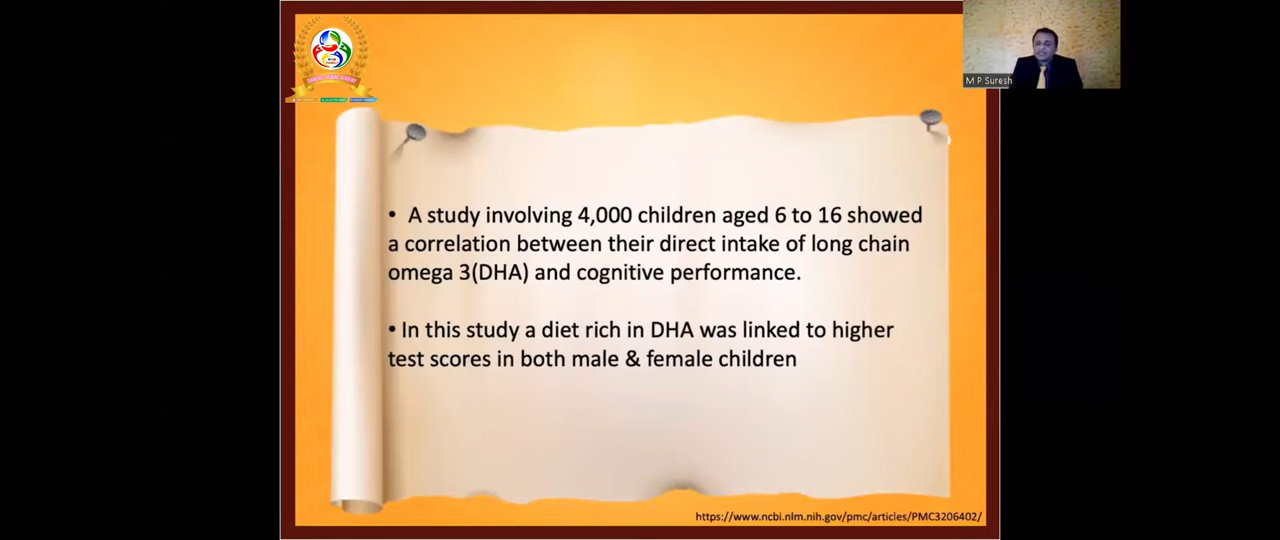 M P Suresh
• A study involving 4,000 children aged 6 to 16 showed
a correlation between their direct intake of long chain
omega 3(DHA) and cognitive performance.
• In this study a diet rich in DHA was linked to higher
test scores in both male & female children
https://www.ncbi.nlm.nih.gov/pmc/articles/PMC3206402/